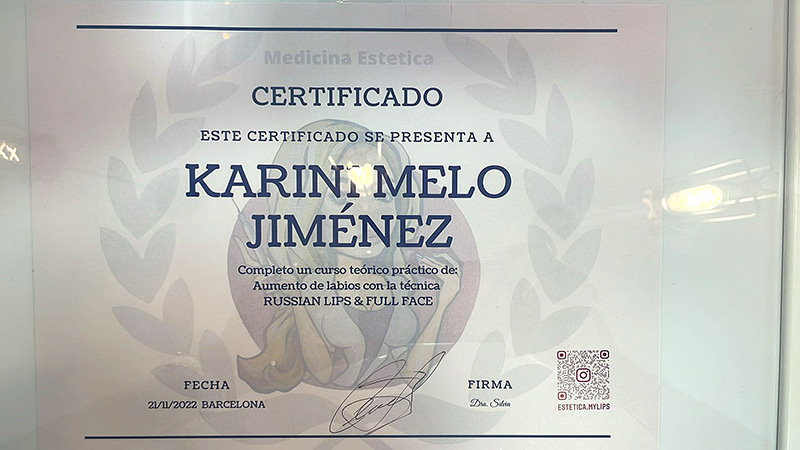 Medicina Estetica
CERTIFICADO
ESTE CERTIFICADO SE PRESENTA A
KARINI MELO
JIMÉNEZ
Completo un curso teórico práctico de:
Aumento de labios con la técnica
RUSSIAN LIPS & FULL FACE
FECHA
21/11/2022 BARCELONA
FIRMA
Dra. Silvia
ESTETICA.MYLIPS